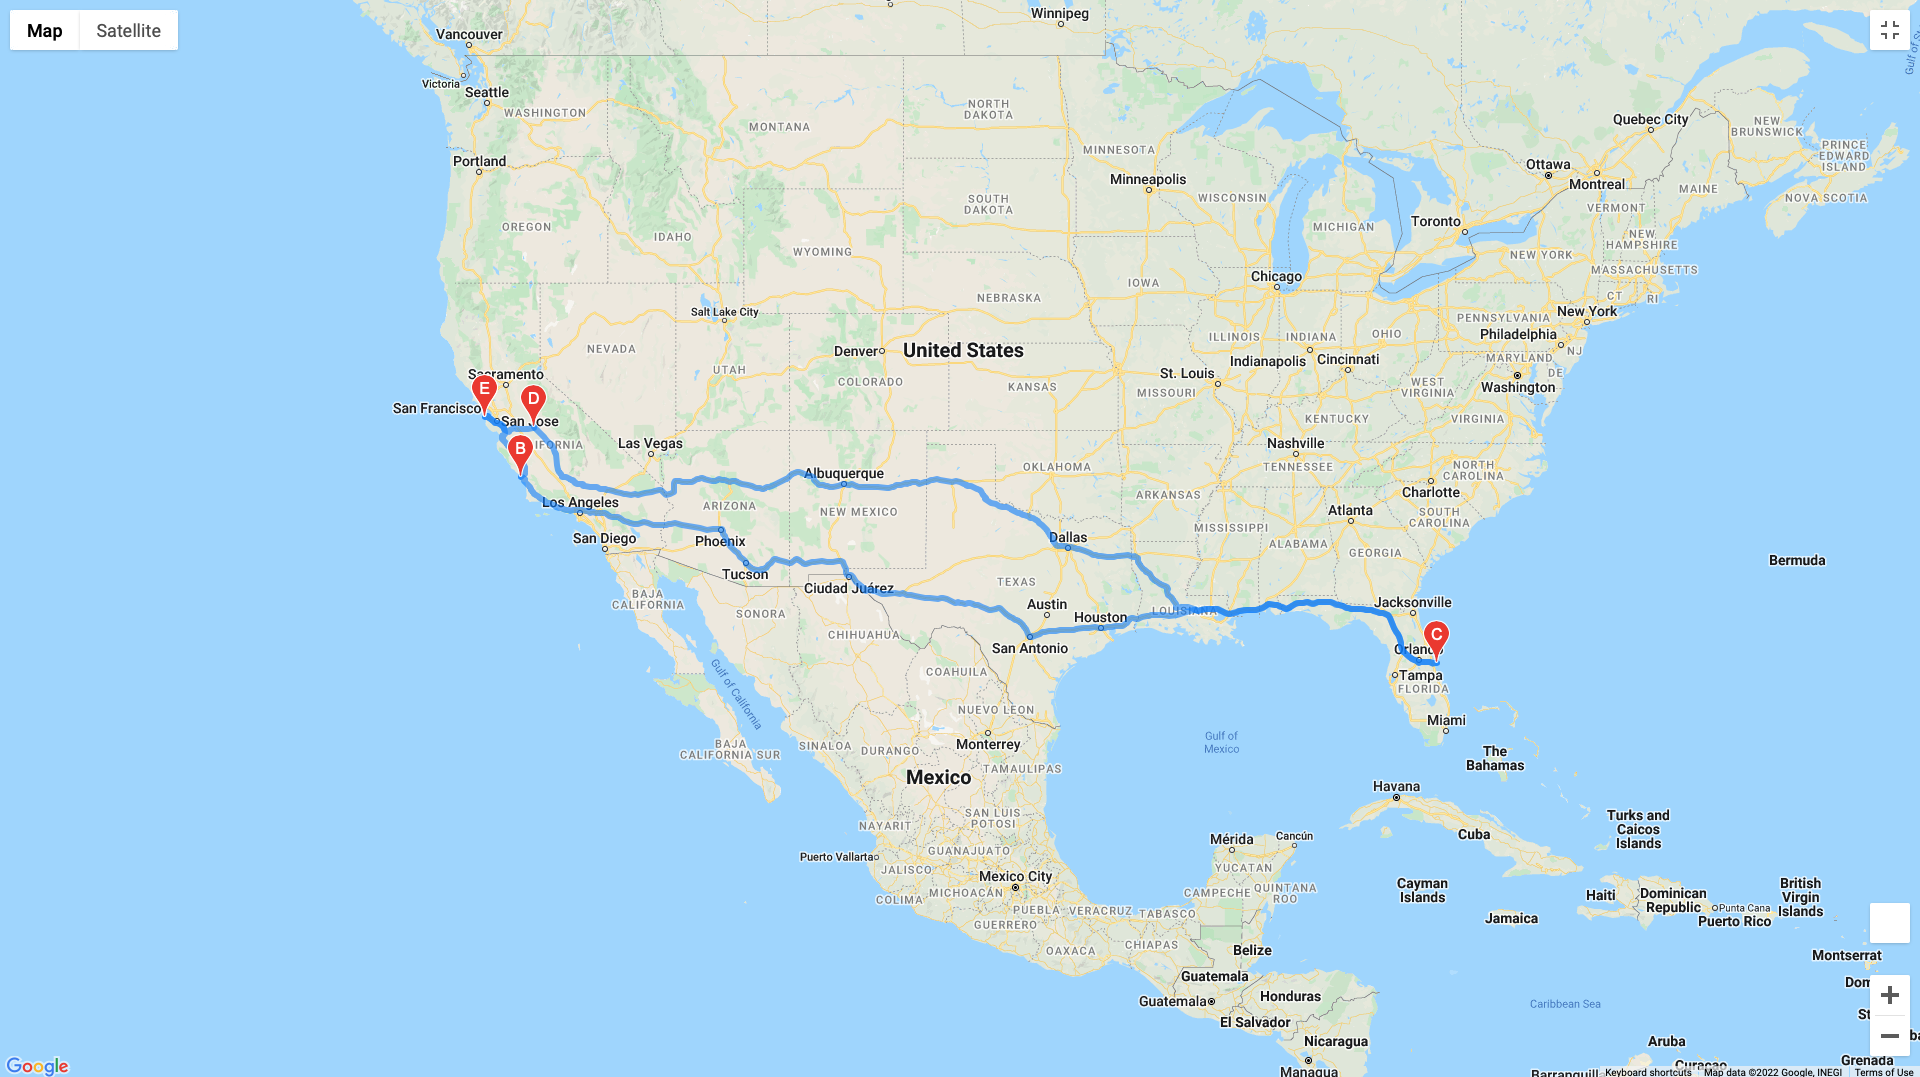 Map
Satellite
Winnipeg
Vancouver
Victoria
Seattle
WASHINGTON
NORTH
DAKOTA
MONTANA
Quebec City
NEW
BRUNSWICK
PRINCE
EDWARD
ISLAND
Portland
MINNESOTA
Minneapolis
Ottawa
Montreal
MAINE
NOVA SCOTIA
SOUTH
DAKOTA
WISCONSIN
VERMONT
OREGON
IDAHO
WYOMING
MICHIGAN
Toronto
NEW
HAMPSHIRE
NEW YORK
MASSACHUSETTS
Chicago
IOWA
NEBRASKA
CT
RI
Salt Lake City
PENNSYLVANIA
New York
Philadelphia
NEVADA
Denver
United States
ILLINOIS
INDIANA
OHIO
NJ
Indianapolis
Cincinnati
MARYLAND
DE
UTAH
COLORADO
KANSAS
St. Louis
MISSOURI
WEST
VIRGINIA
Washington
Sacramento
E
D
San Francisco
San Jose
B
CALIFORNIA
Las Vegas
KENTUCKY
VIRGINIA
Nashville
TENNESSEE
NORTH
CAROLINA
Albuquerque
OKLAHOMA
ARKANSAS
Charlotte
Los Angeles
ARIZONA
NEW MEXICO
Atlanta
SOUTH
CAROLINA
San Diego
Phoenix
Dallas
MISSISSIPPI
ALABAMA
GEORGIA
Bermuda
Tucson
Ciudad Juárez
TEXAS
BAJA
CALIFORNIA
SONORA
Austin
Houston
LOUISIANA
Jacksonville
CHIHUAHUA
San Antonio
C
Orlando
Tampa
FLORIDA
Gulf of California
COAHUILA
NUEVO LEON
Miami
Gulf of
Mexico
The
Bahamas
BAJA
CALIFORNIA SUR
SINALOA
DURANGO
Monterrey
TAMAULIPAS
Mexico
Havana
Cuba
Turks and
Caicos
Islands
SAN LUIS
POTOSI
NAYARIT
Mérida
Cancún
Puerto Vallarta
GUANAJUATO
JALISCO
YUCATAN
Mexico City
MICHOACÁN
COLIMA
CAMPECHE
QUINTANA
ROO
Cayman
Islands
Haiti
Dominican
Republic
Punta Cana
Puerto Rico
British
Virgin
Islands
Jamaica
PUEBLA
VERACRUZ
TABASCO
GUERRERO
OAXACA
CHIAPAS
Belize
Montserrat
Guatemala
Guatemala
Honduras
Caribbean Sea
El Salvador
Nicaragua
Managua
Aruba
Curaçao
Grenada
Google
Keyboard shortcuts
Map data ©2022 Google, INEGI
Terms of Use